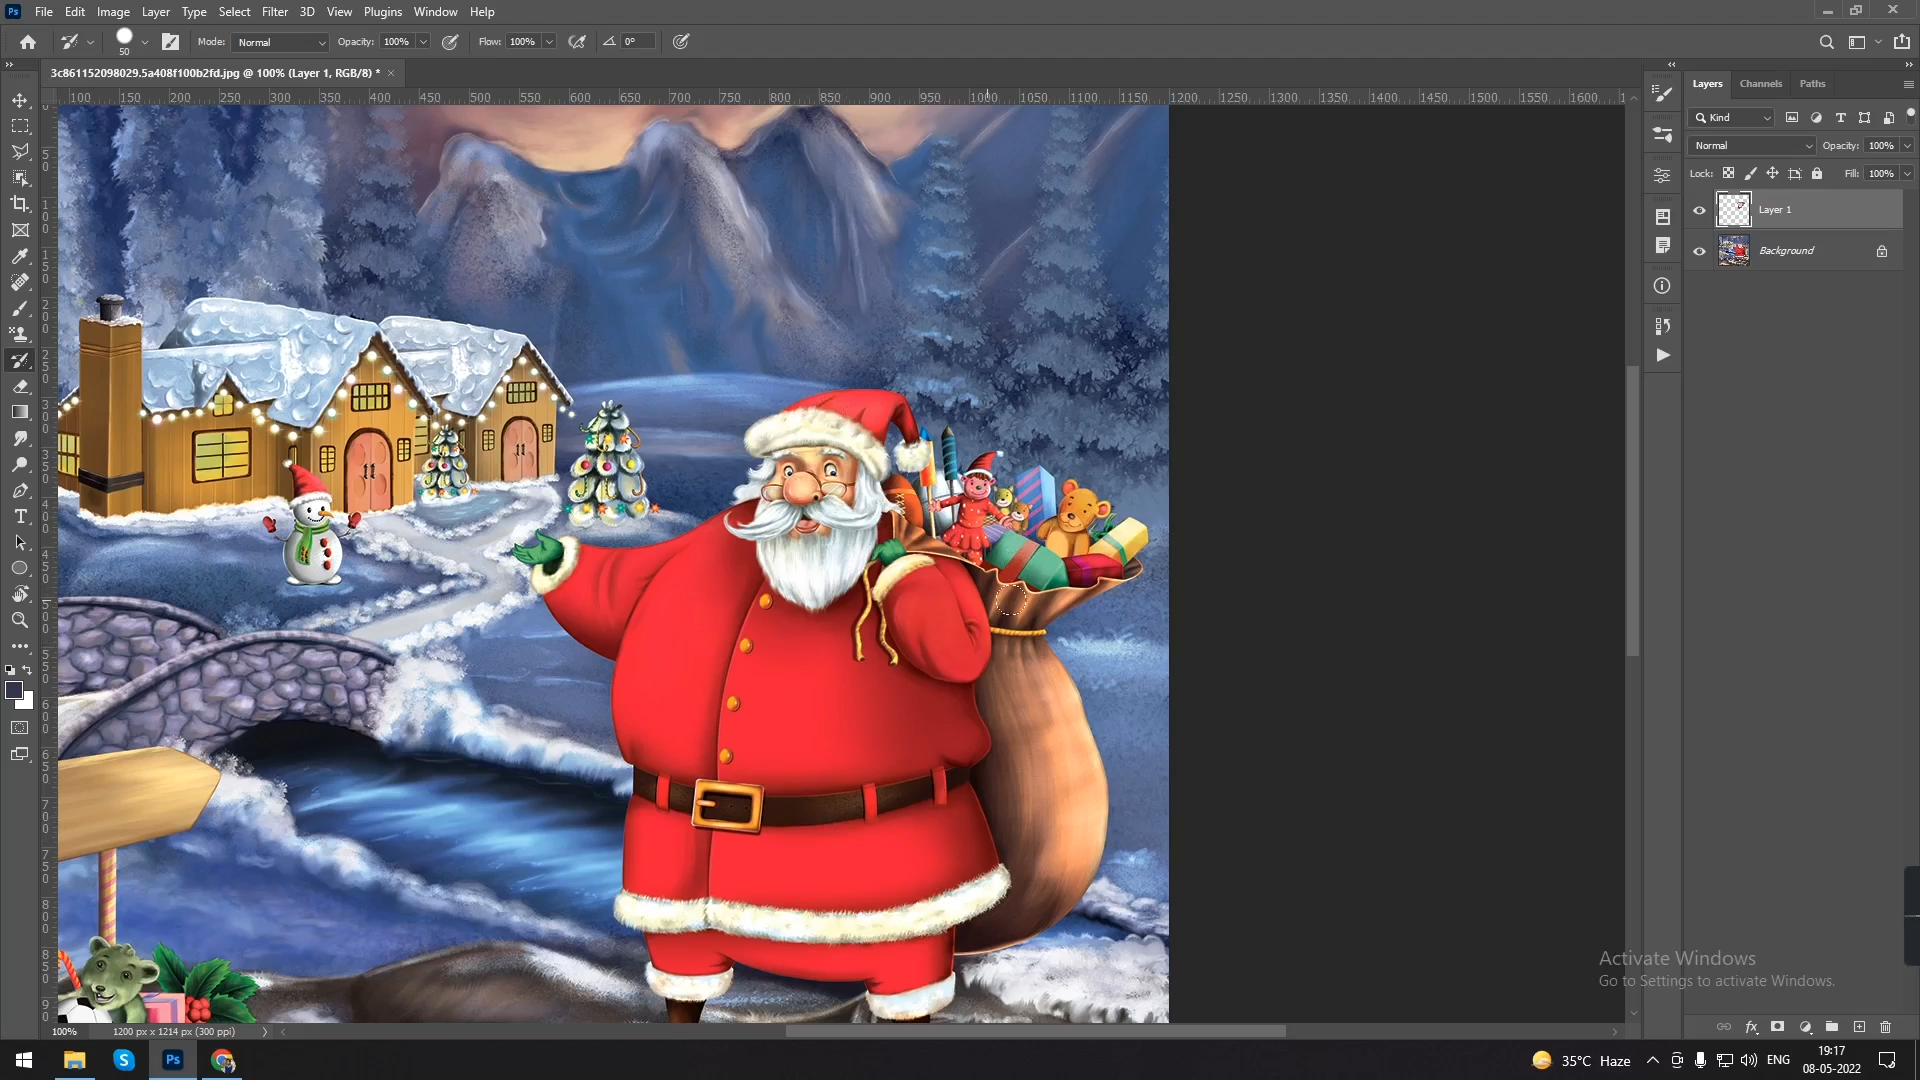 Ps File Edit Image Layer Type Select Filter 3D View Plugins Window Help
50 Mode: Normal Opacity: 100% Flow: 100% 0°
3c861152098029.5a408f100b2fd.jpg @ 100% (Layer 1, RGB/8) * ×
100 150 200 250 300 350 400 450 500 550 600 650 700 750 800 850 900 950 1000 1050 1100 1150 1200 1250 1300 1350 1400 1450 1500 1550 1600
Layers Channels Paths
Kind
Normal Opacity: 100%
Lock: Fill: 100%
Layer 1
Background
Activate Windows
Go to Settings to activate Windows.
100% 1200 px x 1214 px (300 ppi)
S Ps 35°C Haze ENG 19:17
08-05-2022